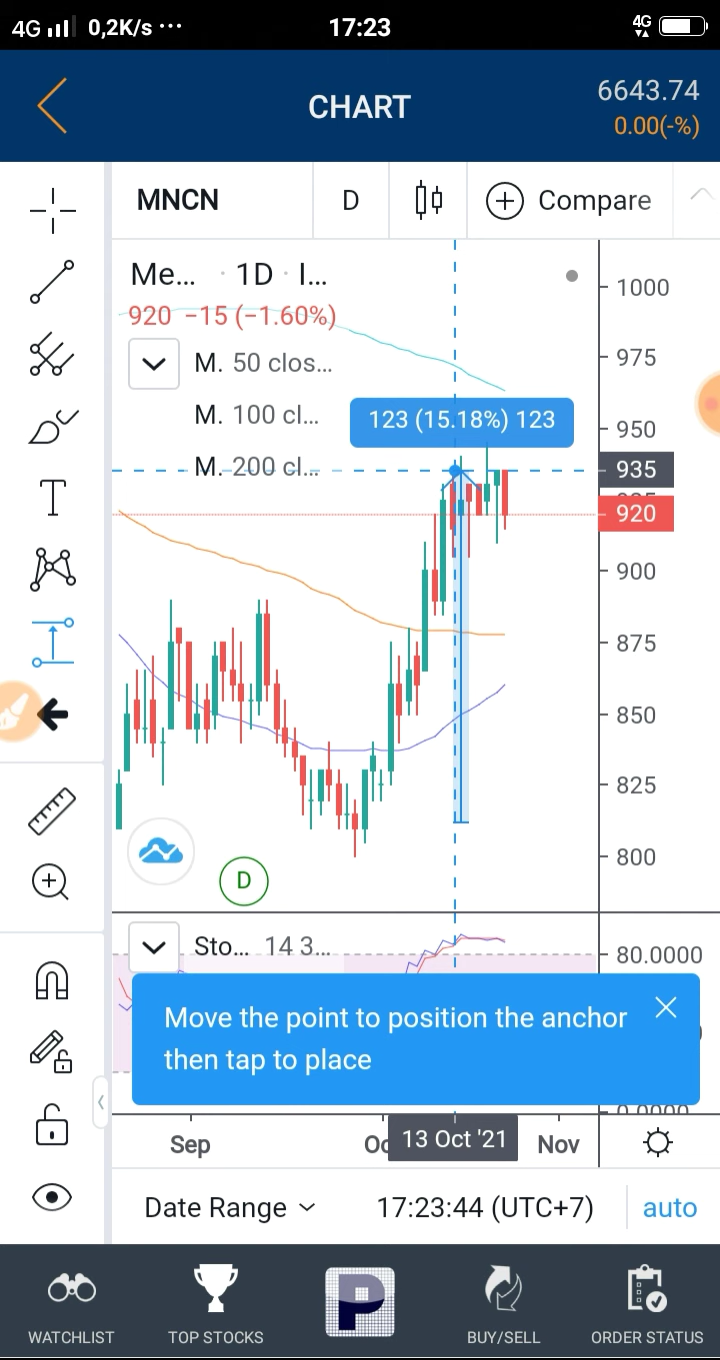 4G 0,2K/s ··· 17:23 4G
CHART
6643.74
0.00(-%)
MNCN D Compare
Me... · 1D · I...
920 −15 (−1.60%)
M. 50 clos...
M. 100 cl...
M. 200 cl...
123 (15.18%) 123
1000
975
950
935
920
900
875
850
825
800
T
D
Sto... 14 3...
80.0000
Move the point to position the anchor
then tap to place
Sep
13 Oct '21
Nov
Date Range 17:23:44 (UTC+7) auto
P
WATCHLIST TOP STOCKS BUY/SELL ORDER STATUS